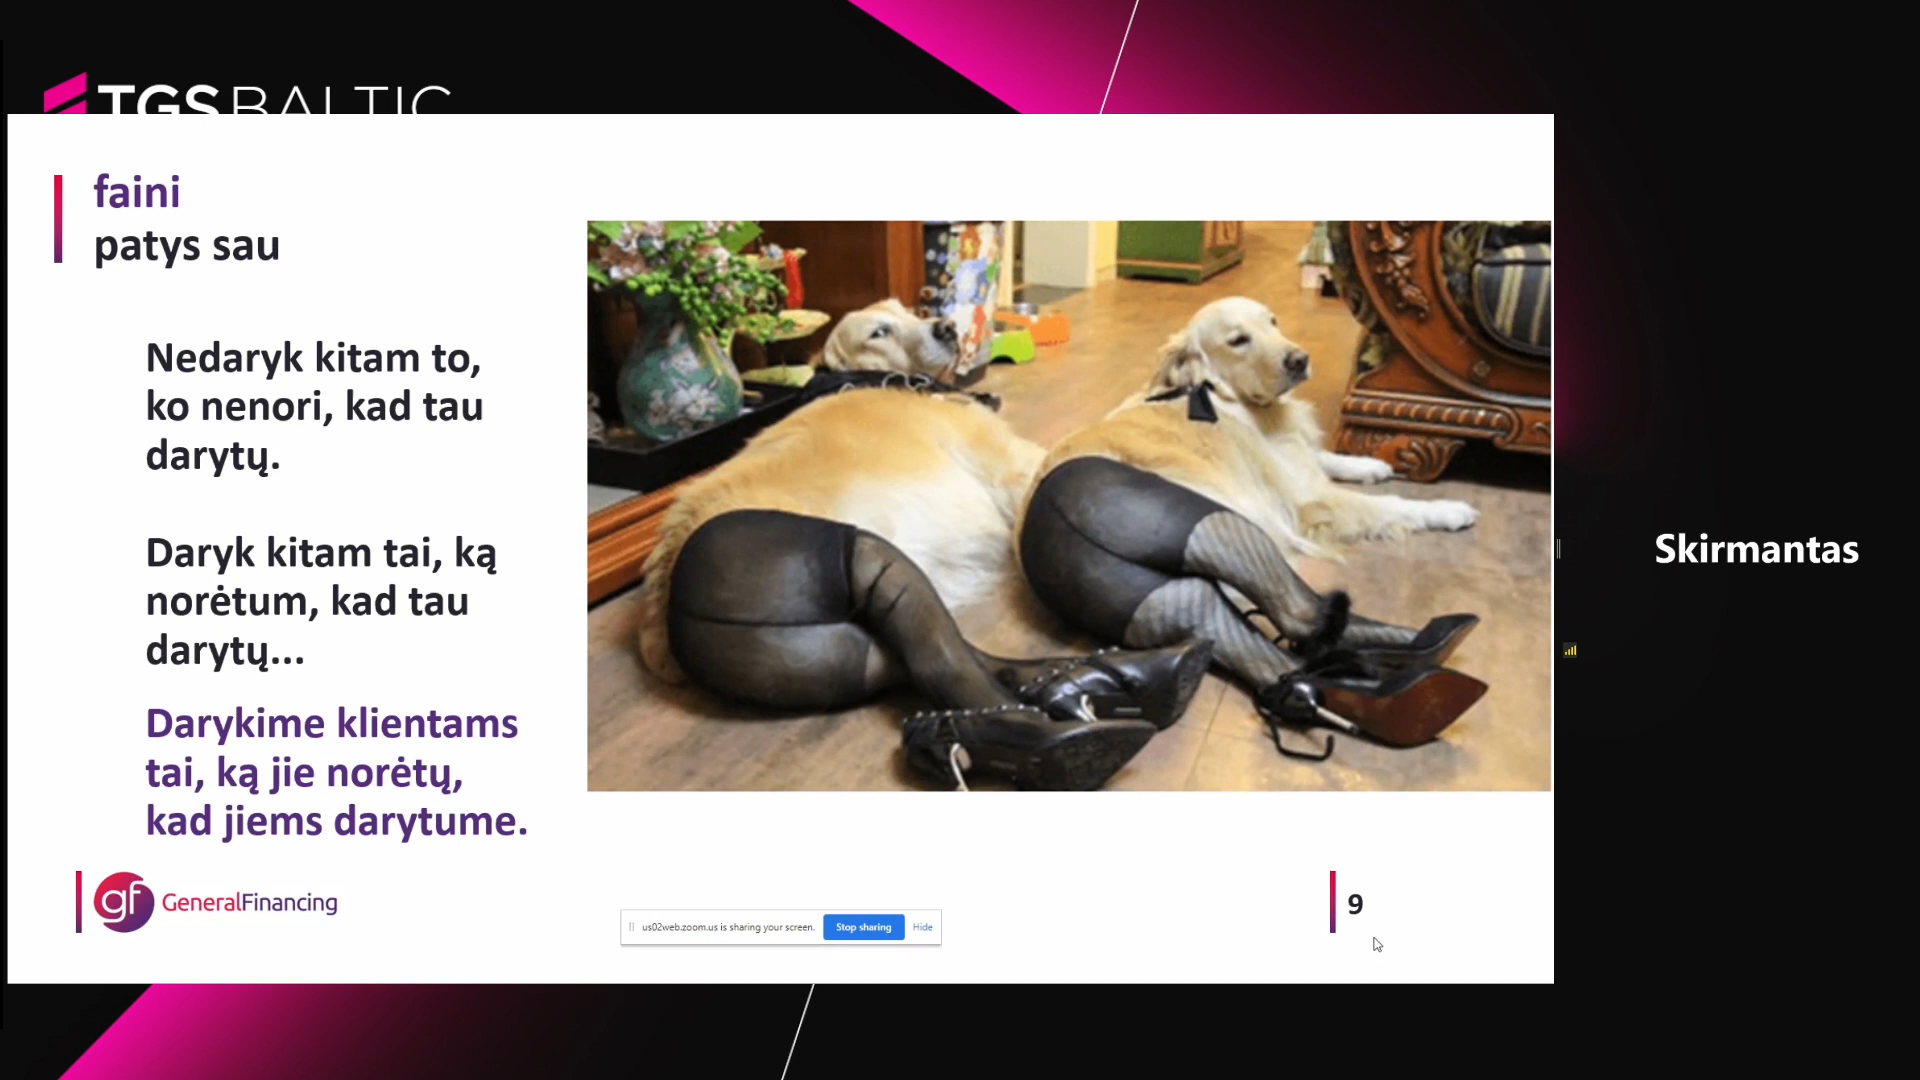 TGS BALTIC
faini
patys sau
Nedaryk kitam to,
ko nenori, kad tau
darytų.
Daryk kitam tai, ką
norėtum, kad tau
darytų...
Darykime klientams
tai, ką jie norėtų,
kad jiems darytume.
gf GeneralFinancing
us02web.zoom.us is sharing your screen. Stop sharing Hide
9
Skirmantas